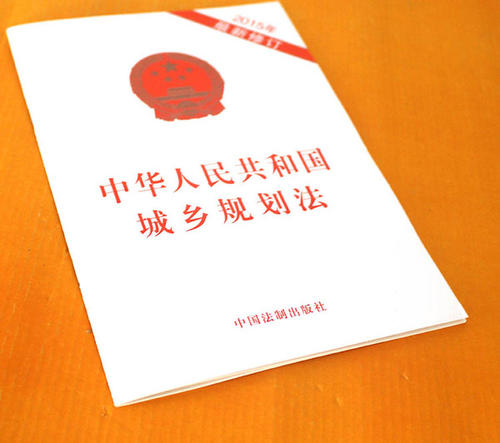 2015年
最新修订
中华人民共和国
城乡规划法
中国法制出版社